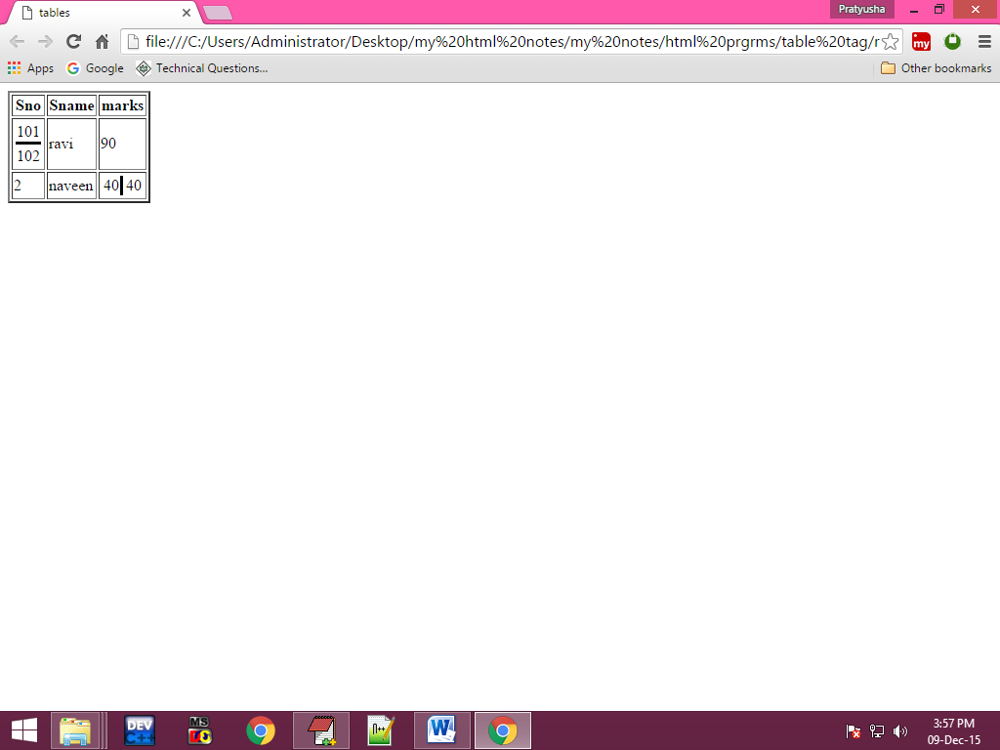 tables
Pratyusha
file:///C:/Users/Administrator/Desktop/my%20html%20notes/my%20notes/html%20prgrms/table%20tag/r
my
Apps Google Technical Questions... Other bookmarks
Sno Sname marks
101
102
ravi 90
2 naveen 40 40
DEV C++
MS
W
3:57 PM
09-Dec-15